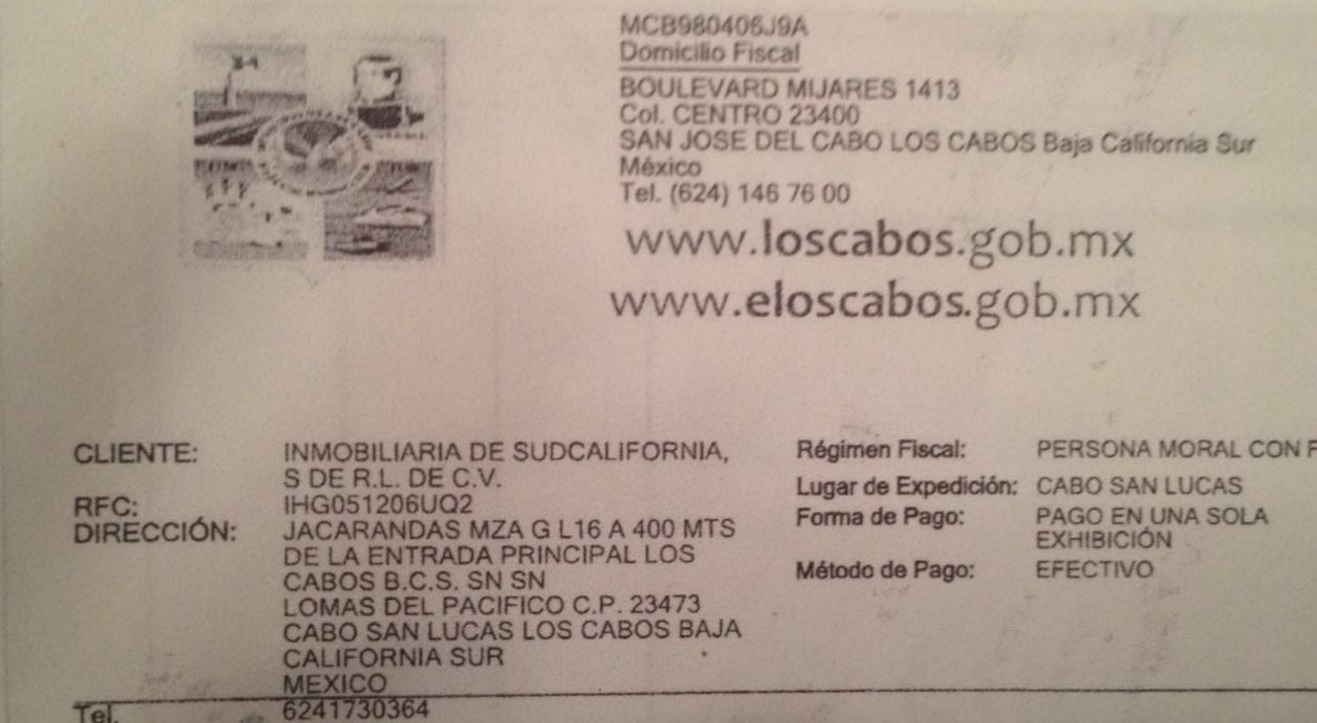 MCB980406J9A
Domicilio Fiscal
BOULEVARD MIJARES 1413
Col. CENTRO 23400
SAN JOSE DEL CABO LOS CABOS Baja California Sur
México
Tel. (624) 146 76 00
www.loscabos.gob.mx
www.eloscabos.gob.mx
CLIENTE: INMOBILIARIA DE SUDCALIFORNIA,
S DE R.L. DE C.V.
RFC: IHG051206UQ2
DIRECCIÓN: JACARANDAS MZA G L16 A 400 MTS
DE LA ENTRADA PRINCIPAL LOS
CABOS B.C.S. SN SN
LOMAS DEL PACIFICO C.P. 23473
CABO SAN LUCAS LOS CABOS BAJA
CALIFORNIA SUR
MEXICO
Tel. 6241730364
Régimen Fiscal: PERSONA MORAL CON F
Lugar de Expedición: CABO SAN LUCAS
Forma de Pago: PAGO EN UNA SOLA
EXHIBICIÓN
Método de Pago: EFECTIVO